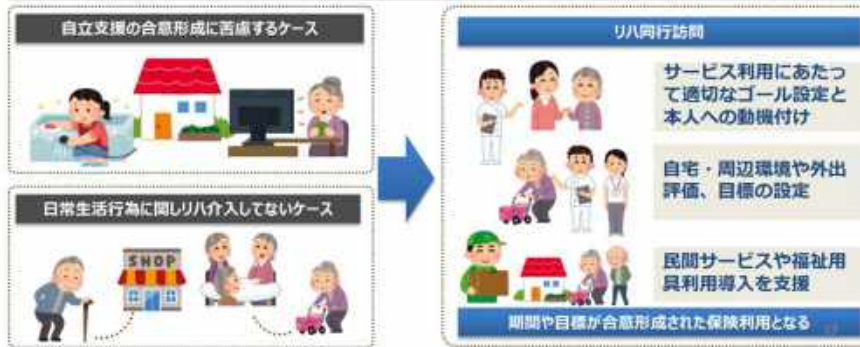 自立支援の合意形成に苦慮するケース
日常生活行為に関しリハ介入してないケース
SHOP
リハ同行訪問
サービス利用にあたっ
て適切なゴール設定と
本人への動機付け
自宅・周辺環境や外出
評価、目標の設定
民間サービスや福祉用
具利用導入を支援
期間や目標が合意形成された保険利用となる